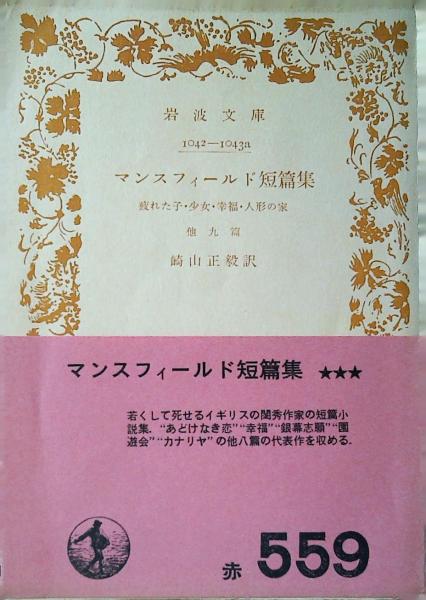 岩波文庫
1042—1043a
マンスフィールド短篇集
疲れた子・少女・幸福・人形の家
他九篇
崎山正毅訳
マンスフィールド短篇集 ★★★
若くして死せるイギリスの閨秀作家の短篇小
説集．“あどけなき恋”“幸福”“銀幕志願”“園
遊会”“カナリヤ”の他八篇の代表作を収める．
赤 559